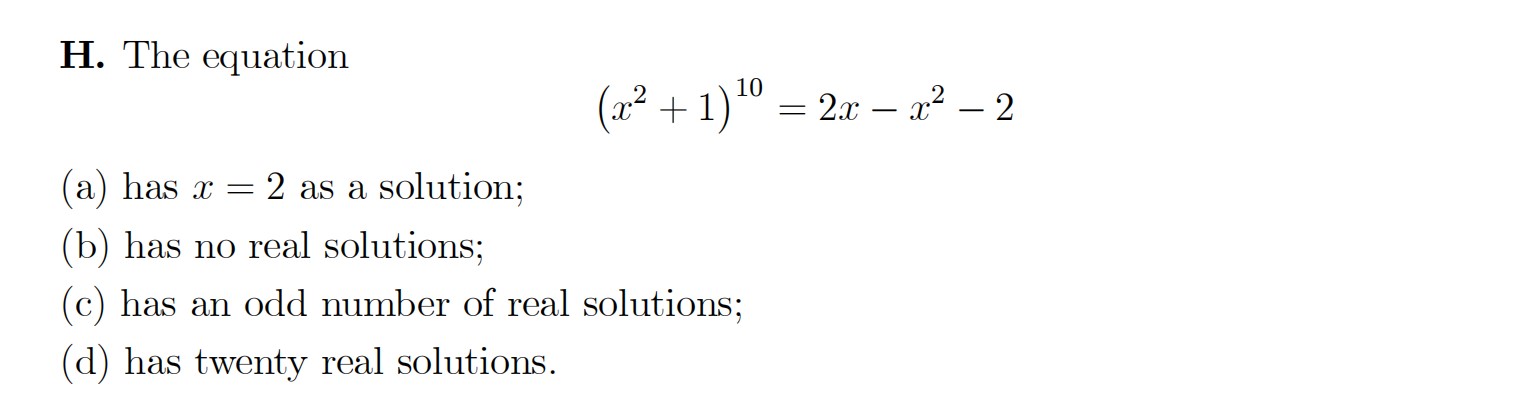 H. The equation
(x² + 1)¹⁰ = 2x − x² − 2
(a) has x = 2 as a solution;
(b) has no real solutions;
(c) has an odd number of real solutions;
(d) has twenty real solutions.